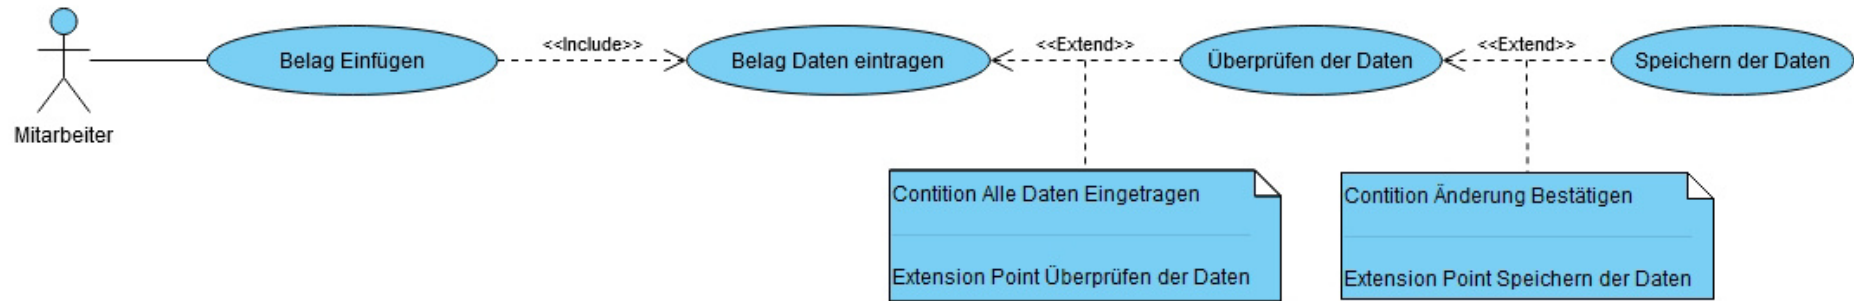 Mitarbeiter
Belag Einfügen
<<Include>>
Belag Daten eintragen
<<Extend>>
Überprüfen der Daten
<<Extend>>
Speichern der Daten
Contition Alle Daten Eingetragen
Extension Point Überprüfen der Daten
Contition Änderung Bestätigen
Extension Point Speichern der Daten